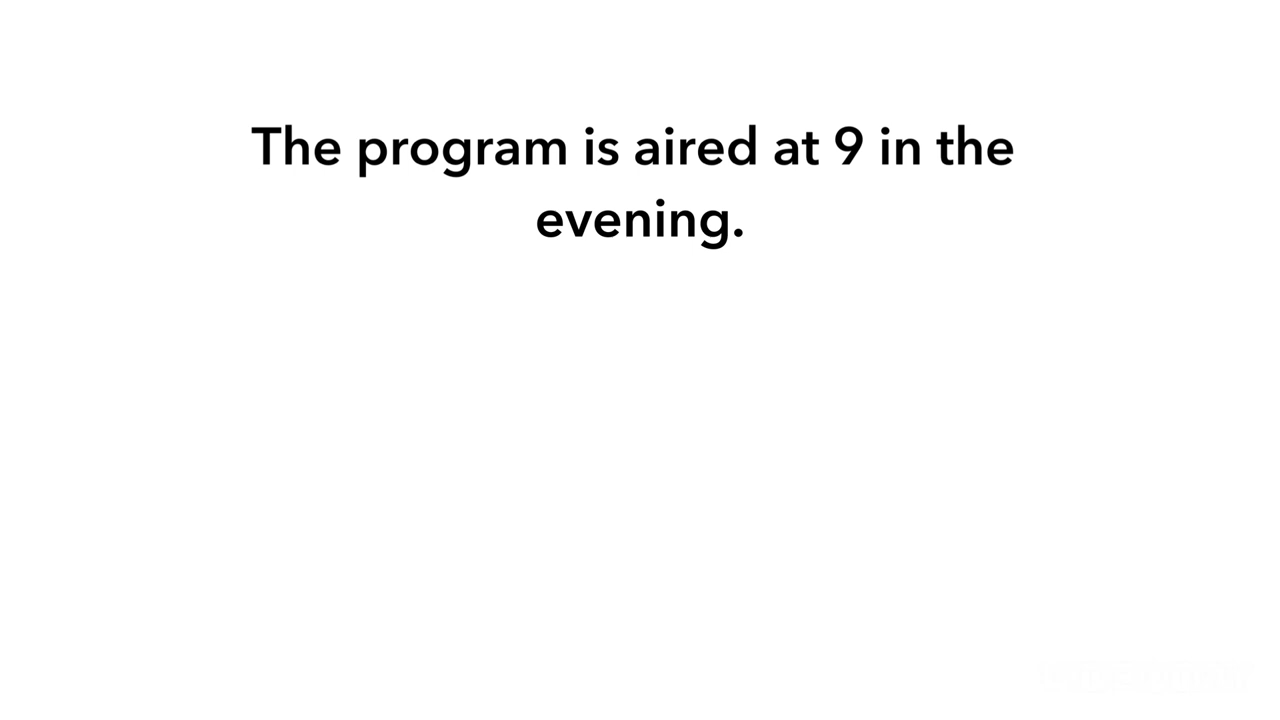 The program is aired at 9 in the
evening.